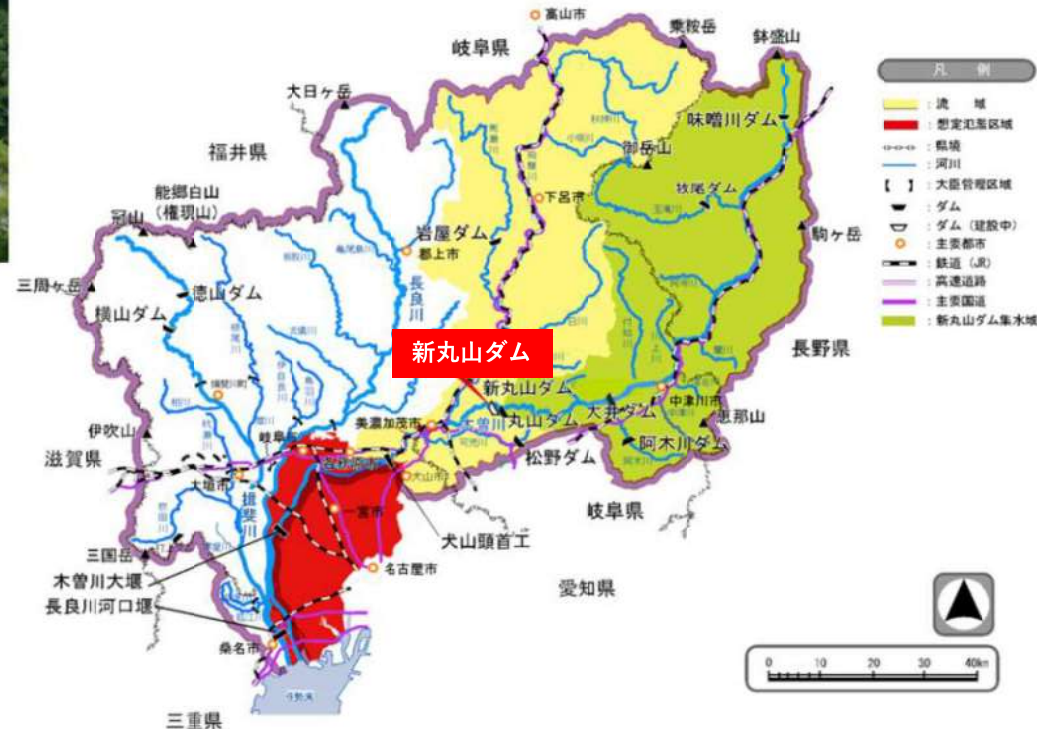 高山市
岐阜県
乗鞍岳
鉢盛山
大日ヶ岳
福井県
能郷白山
(権現山)
冠山
三周ヶ岳
徳山ダム
横山ダム
岩屋ダム
郡上市
長良川
下呂市
御岳山
味噌川ダム
牧尾ダム
駒ヶ岳
長野県
新丸山ダム
新丸山ダム
丸山ダム
大井ダム
中津川市
恵那山
阿木川ダム
松野ダム
美濃加茂市
木曽川
犬山市
犬山頭首工
岐阜県
愛知県
伊吹山
滋賀県
大垣市
揖斐川
一宮市
名古屋市
三国岳
木曽川大堰
長良川河口堰
桑名市
伊勢湾
三重県
凡 例
: 流 域
: 想定氾濫区域
: 県境
: 河川
: 大臣管理区域
: ダム
: ダム (建設中)
: 主要都市
: 鉄道 (JR)
: 高速道路
: 主要国道
: 新丸山ダム集水域
0 10 20 30 40km